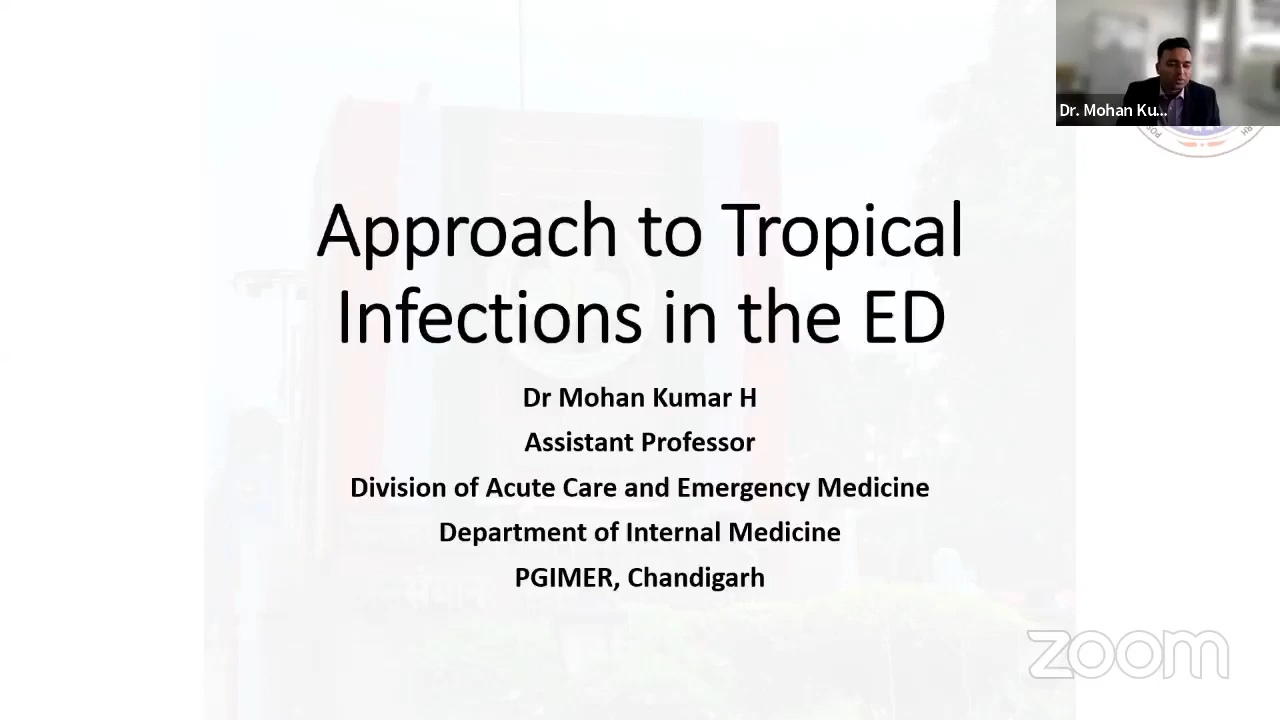 Dr. Mohan Ku...
Approach to Tropical
Infections in the ED
Dr Mohan Kumar H
Assistant Professor
Division of Acute Care and Emergency Medicine
Department of Internal Medicine
PGIMER, Chandigarh
zoom